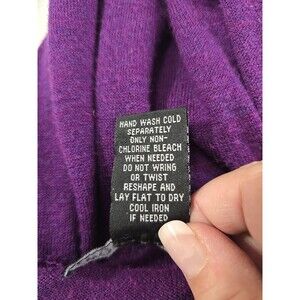 HAND WASH COLD
SEPARATELY
ONLY NON-
CHLORINE BLEACH
WHEN NEEDED
DO NOT WRING
OR TWIST
RESHAPE AND
LAY FLAT TO DRY
COOL IRON
IF NEEDED